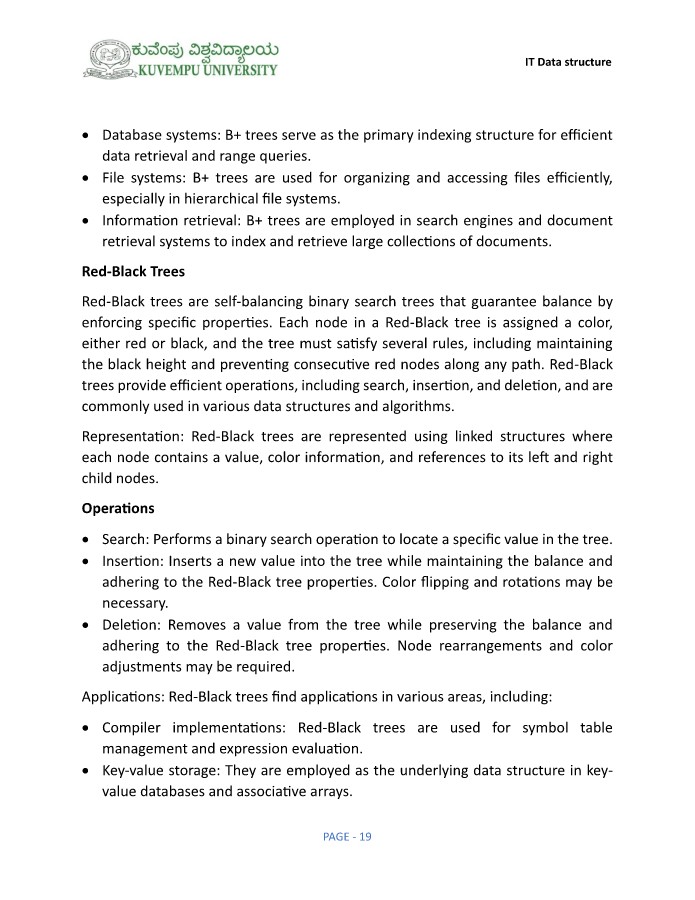 ಕುವೆಂಪು ವಿಶ್ವವಿದ್ಯಾಲಯ
KUVEMPU UNIVERSITY
IT Data structure
• Database systems: B+ trees serve as the primary indexing structure for efficient
data retrieval and range queries.
• File systems: B+ trees are used for organizing and accessing files efficiently,
especially in hierarchical file systems.
• Information retrieval: B+ trees are employed in search engines and document
retrieval systems to index and retrieve large collections of documents.
Red-Black Trees
Red-Black trees are self-balancing binary search trees that guarantee balance by
enforcing specific properties. Each node in a Red-Black tree is assigned a color,
either red or black, and the tree must satisfy several rules, including maintaining
the black height and preventing consecutive red nodes along any path. Red-Black
trees provide efficient operations, including search, insertion, and deletion, and are
commonly used in various data structures and algorithms.
Representation: Red-Black trees are represented using linked structures where
each node contains a value, color information, and references to its left and right
child nodes.
Operations
• Search: Performs a binary search operation to locate a specific value in the tree.
• Insertion: Inserts a new value into the tree while maintaining the balance and
adhering to the Red-Black tree properties. Color flipping and rotations may be
necessary.
• Deletion: Removes a value from the tree while preserving the balance and
adhering to the Red-Black tree properties. Node rearrangements and color
adjustments may be required.
Applications: Red-Black trees find applications in various areas, including:
• Compiler implementations: Red-Black trees are used for symbol table
management and expression evaluation.
• Key-value storage: They are employed as the underlying data structure in key-
value databases and associative arrays.
PAGE - 19